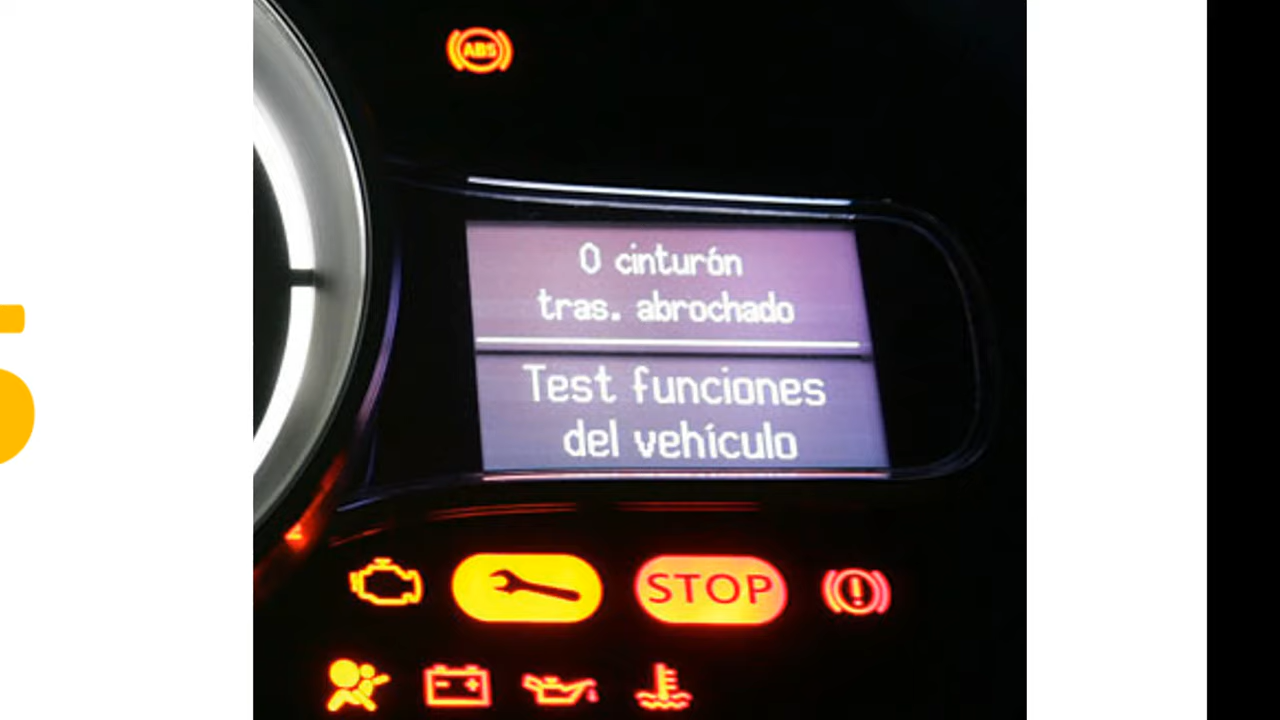 ABS
0 cinturón
tras. abrochado
Test funciones
del vehículo
STOP